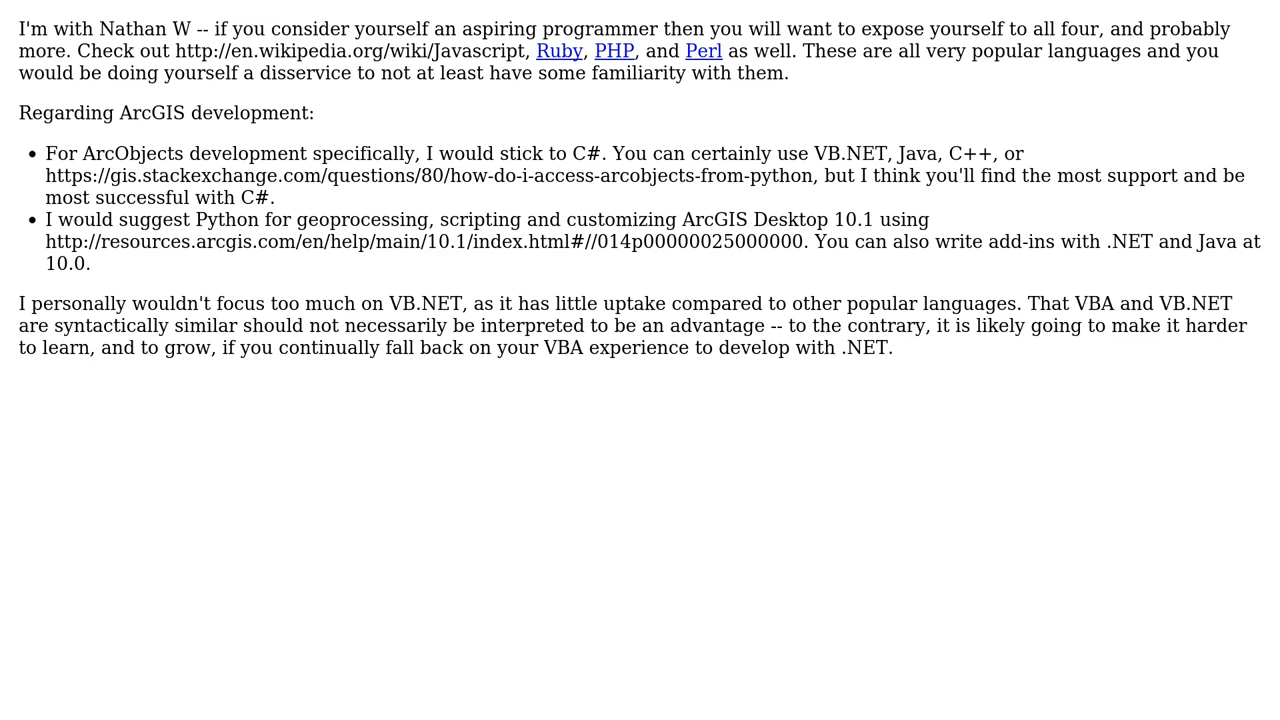 I'm with Nathan W -- if you consider yourself an aspiring programmer then you will want to expose yourself to all four, and probably
more. Check out http://en.wikipedia.org/wiki/Javascript, Ruby, PHP, and Perl as well. These are all very popular languages and you
would be doing yourself a disservice to not at least have some familiarity with them.
Regarding ArcGIS development:
• For ArcObjects development specifically, I would stick to C#. You can certainly use VB.NET, Java, C++, or
https://gis.stackexchange.com/questions/80/how-do-i-access-arcobjects-from-python, but I think you'll find the most support and be
most successful with C#.
• I would suggest Python for geoprocessing, scripting and customizing ArcGIS Desktop 10.1 using
http://resources.arcgis.com/en/help/main/10.1/index.html#//014p00000025000000. You can also write add-ins with .NET and Java at
10.0.
I personally wouldn't focus too much on VB.NET, as it has little uptake compared to other popular languages. That VBA and VB.NET
are syntactically similar should not necessarily be interpreted to be an advantage -- to the contrary, it is likely going to make it harder
to learn, and to grow, if you continually fall back on your VBA experience to develop with .NET.